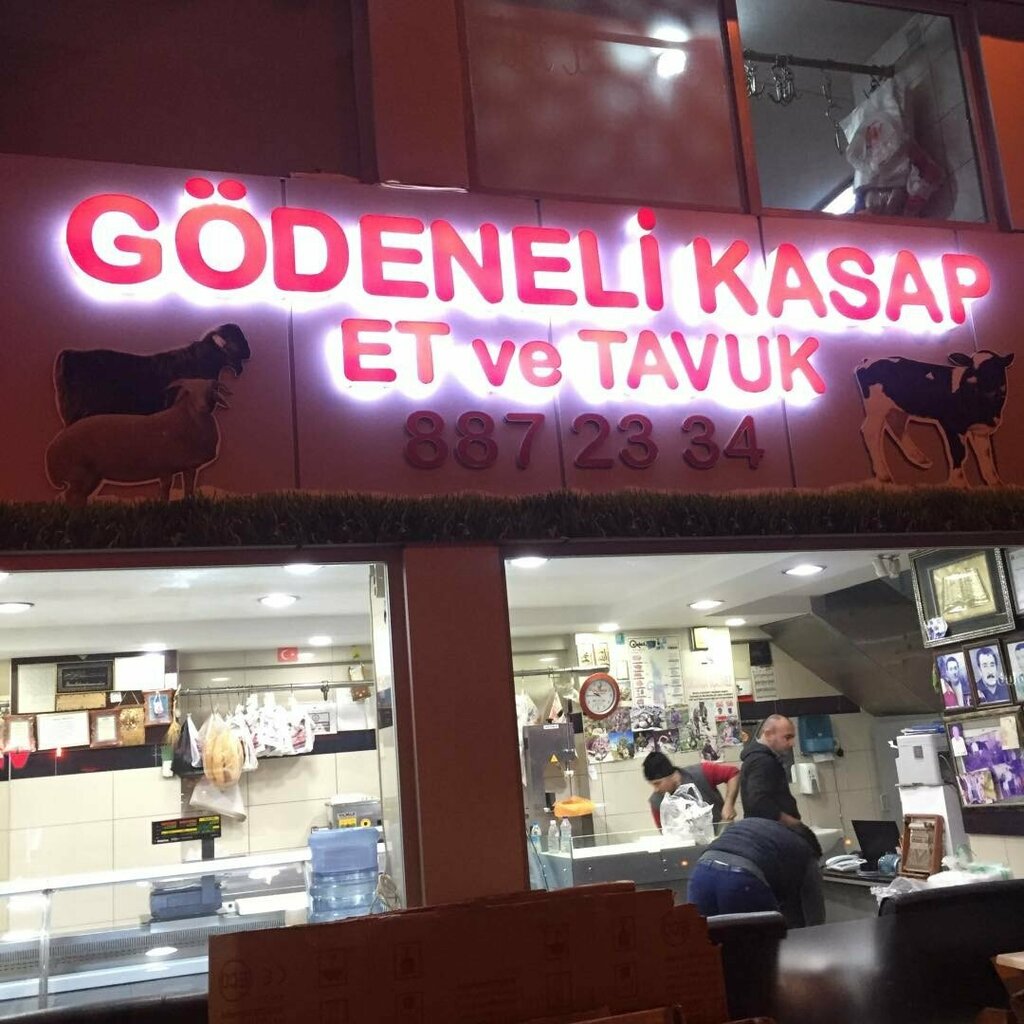 GÖDENELİ KASAP
ET ve TAVUK
887 23 34